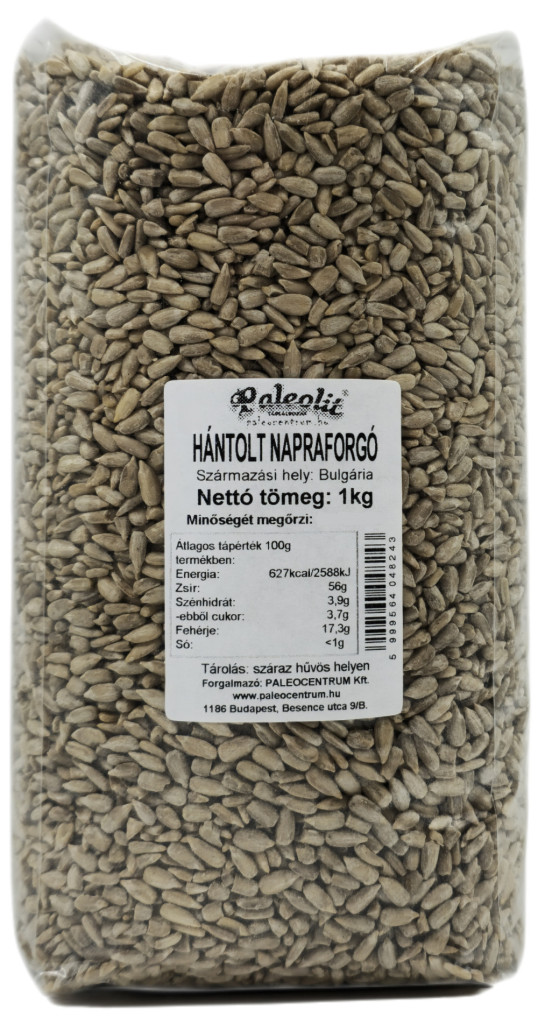 Paleolit®
paleocentrum.hu
HÁNTOLT NAPRAFORGÓ
Származási hely: Bulgária
Nettó tömeg: 1kg
Minőségét megőrzi:
Átlagos tápérték 100g
termékben:
Energia: 627kcal/2588kJ
Zsír: 56g
Szénhidrát: 3,9g
-ebből cukor: 3,7g
Fehérje: 17,3g
Só: <1g
5 999564 048243
Tárolás: száraz hűvös helyen
Forgalmazó: PALEOCENTRUM Kft.
www.paleocentrum.hu
1186 Budapest, Besence utca 9/B.